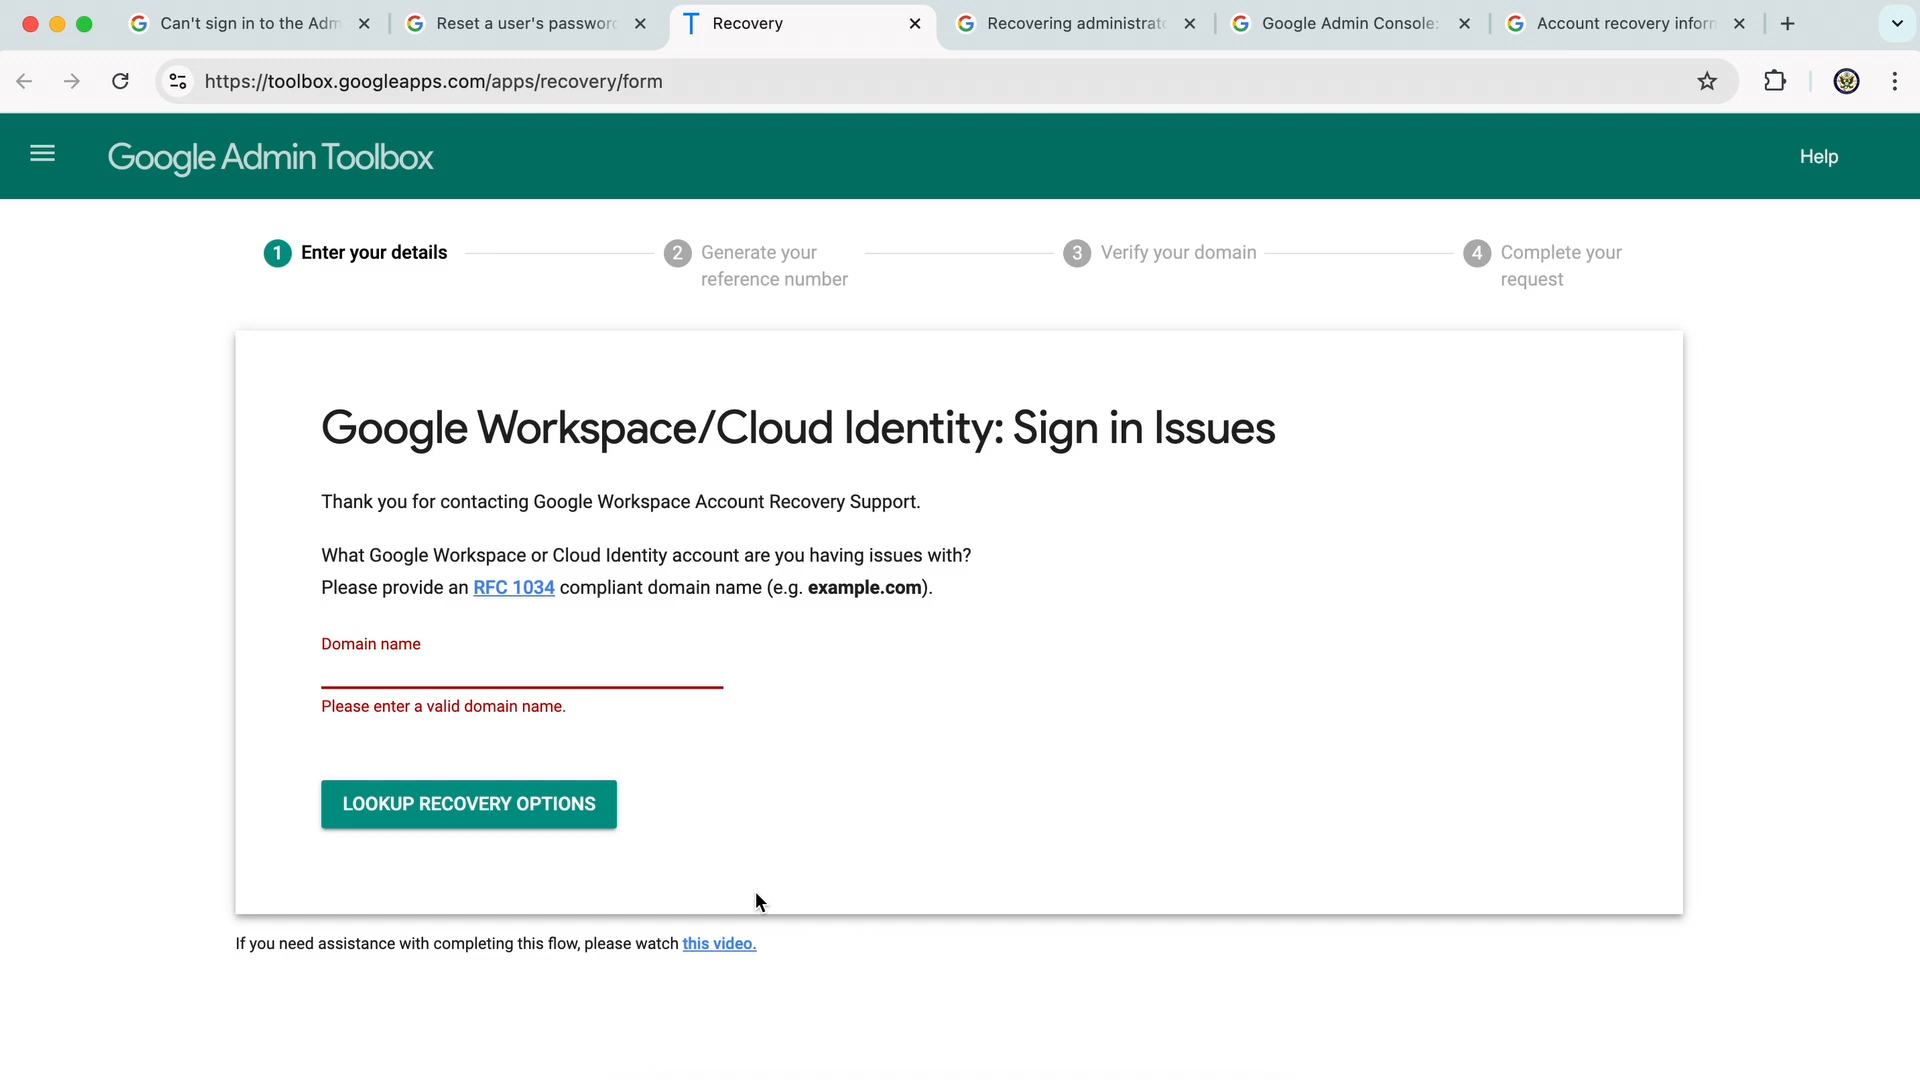 Can't sign in to the Adm
Reset a user's passwor
Recovery
Recovering administrat
Google Admin Console:
Account recovery infor
https://toolbox.googleapps.com/apps/recovery/form
Google Admin Toolbox
Help
1 Enter your details
2 Generate your
reference number
3 Verify your domain
4 Complete your
request
Google Workspace/Cloud Identity: Sign in Issues
Thank you for contacting Google Workspace Account Recovery Support.
What Google Workspace or Cloud Identity account are you having issues with?
Please provide an RFC 1034 compliant domain name (e.g. example.com).
Domain name
Please enter a valid domain name.
LOOKUP RECOVERY OPTIONS
If you need assistance with completing this flow, please watch this video.